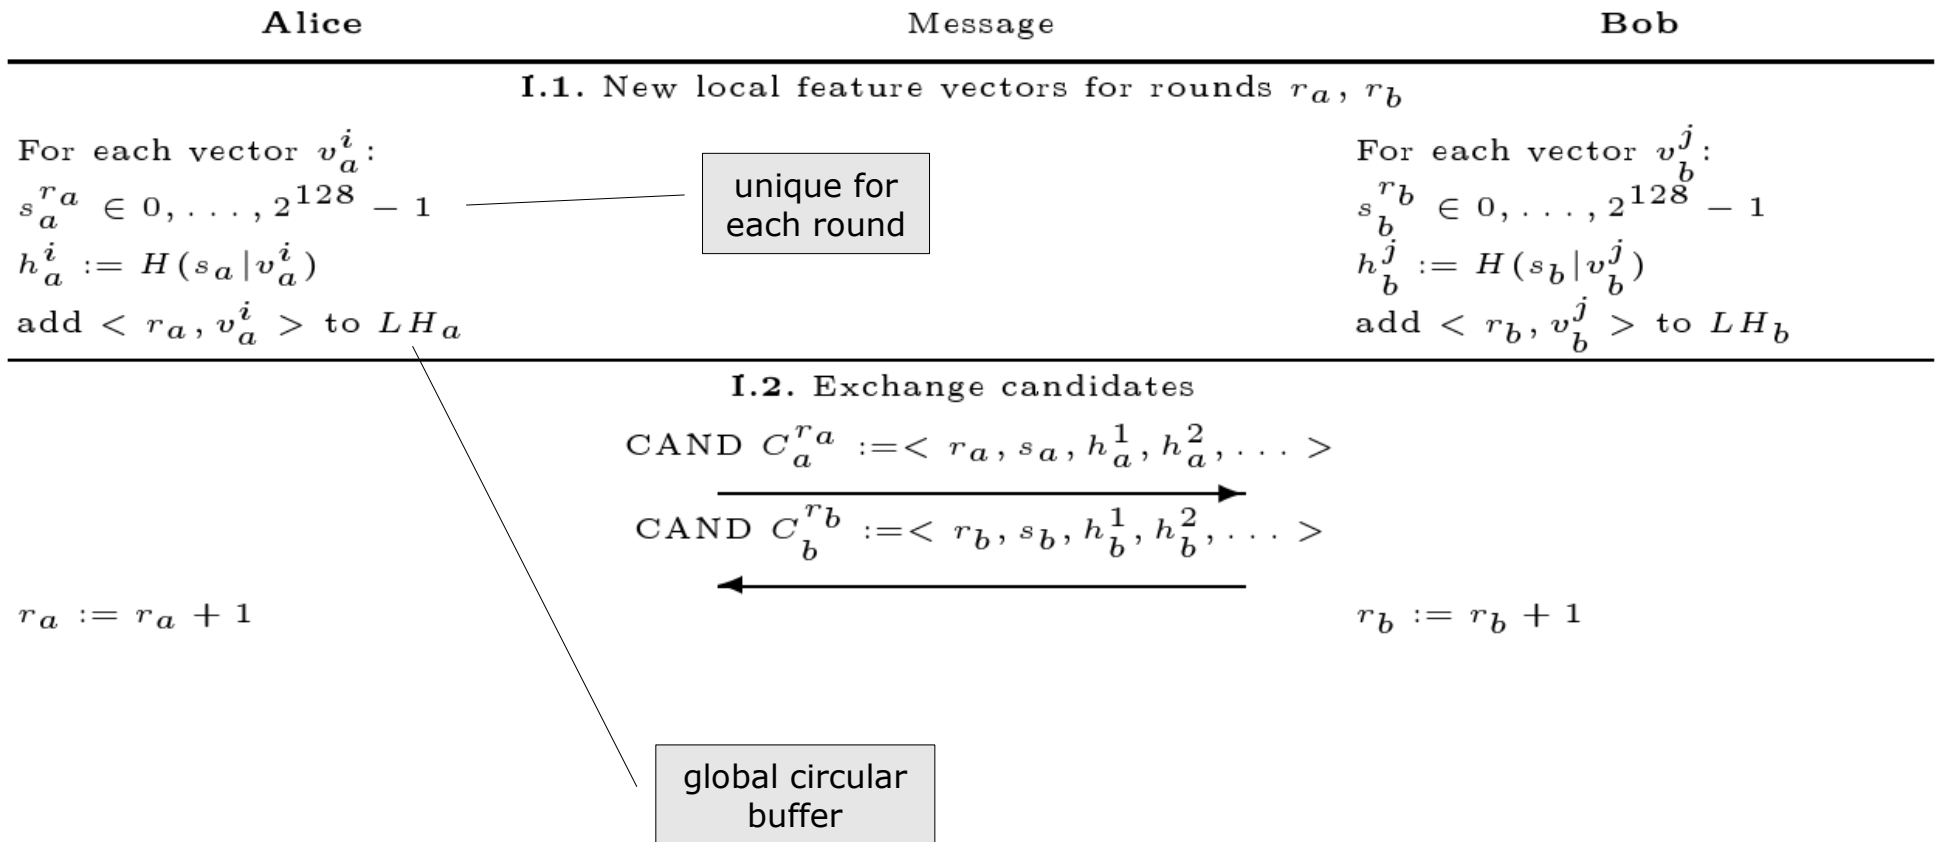 Alice Message Bob
I.1. New local feature vectors for rounds r_a, r_b
For each vector v_a^i:
s_a^{r_a} ∈ 0, . . . , 2^{128} − 1
h_a^i := H(s_a|v_a^i)
add < r_a, v_a^i > to LH_a
unique for
each round
For each vector v_b^j:
s_b^{r_b} ∈ 0, . . . , 2^{128} − 1
h_b^j := H(s_b|v_b^j)
add < r_b, v_b^j > to LH_b
I.2. Exchange candidates
CAND C_a^{r_a} :=< r_a, s_a, h_a^1, h_a^2, . . . >
CAND C_b^{r_b} :=< r_b, s_b, h_b^1, h_b^2, . . . >
r_a := r_a + 1 r_b := r_b + 1
global circular
buffer